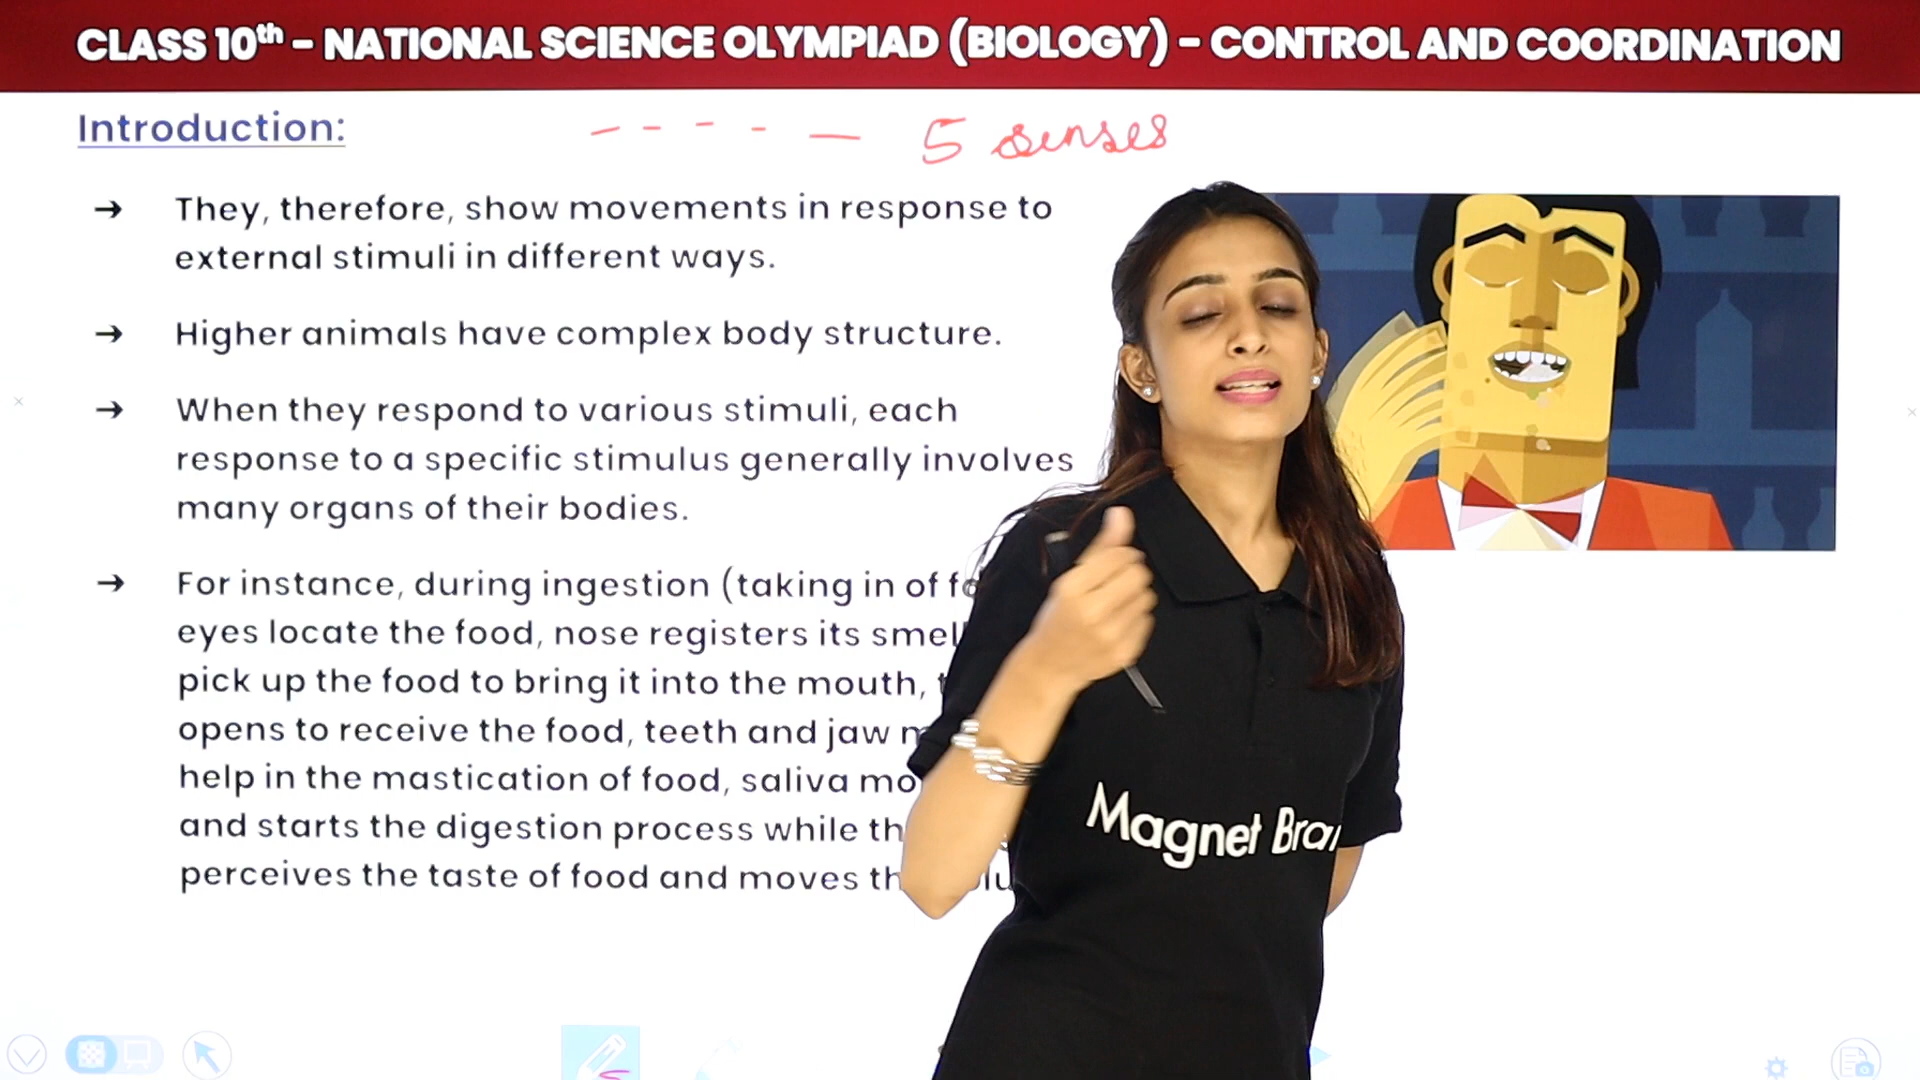 CLASS 10th - NATIONAL SCIENCE OLYMPIAD (BIOLOGY) - CONTROL AND COORDINATION
Introduction:
5 senses
→ They, therefore, show movements in response to
external stimuli in different ways.
→ Higher animals have complex body structure.
→ When they respond to various stimuli, each
response to a specific stimulus generally involves
many organs of their bodies.
→ For instance, during ingestion (taking in of
eyes locate the food, nose registers its
pick up the food to bring it into the mouth,
opens to receive the food, teeth and jaw
help in the mastication of food, saliva
and starts the digestion process while
perceives the taste of food and moves
Magnet